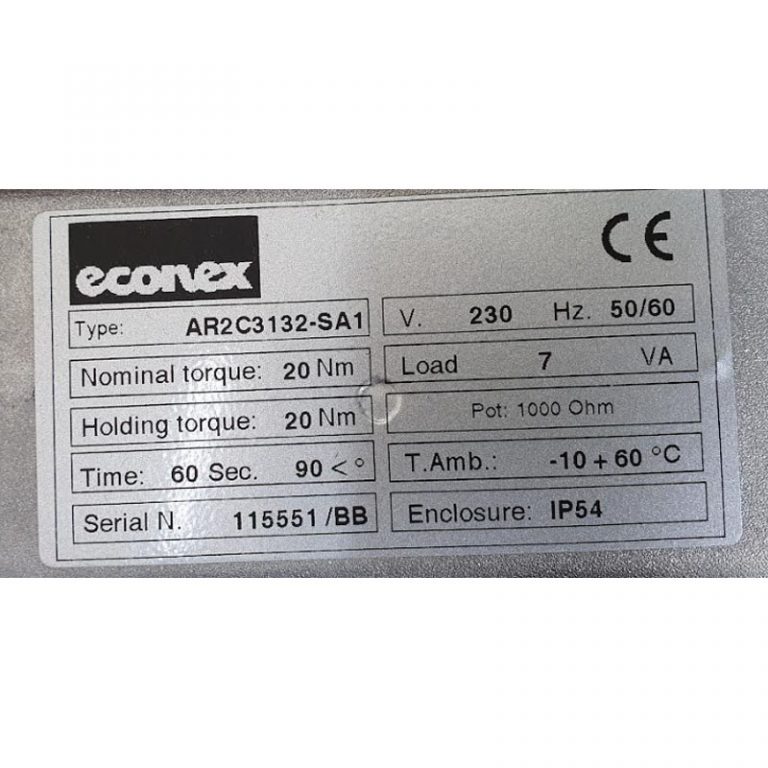 econex
CE
Type: AR2C3132-SA1
V. 230 Hz. 50/60
Nominal torque: 20 Nm
Load 7 VA
Holding torque: 20 Nm
Pot: 1000 Ohm
Time: 60 Sec. 90 < °
T.Amb.: -10 + 60 °C
Serial N. 115551 /BB
Enclosure: IP54